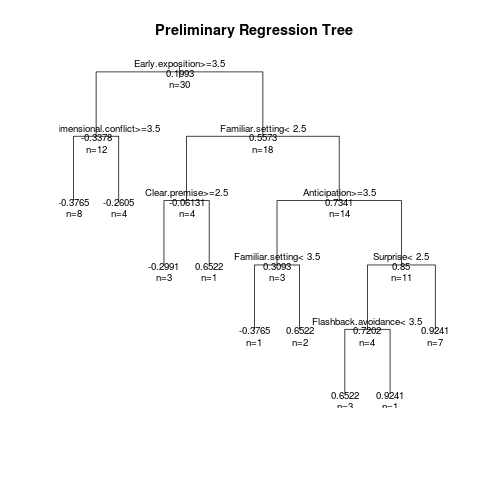 Preliminary Regression Tree
Early.exposition>=3.5
0.1993
n=30
imensional.conflict>=3.5
Familiar.setting< 2.5
-0.3378
0.5573
n=12
n=18
Clear.premise>=2.5
Anticipation>=3.5
-0.3765
-0.2605
-0.06131
0.7341
n=8
n=4
n=4
n=14
Familiar.setting< 3.5
Surprise< 2.5
-0.2991
0.6522
0.3093
0.85
n=3
n=1
n=3
n=11
Flashback.avoidance< 3.5
-0.3765
0.6522
0.7202
0.9241
n=1
n=2
n=4
n=7
0.6522
0.9241
n=3
n=1